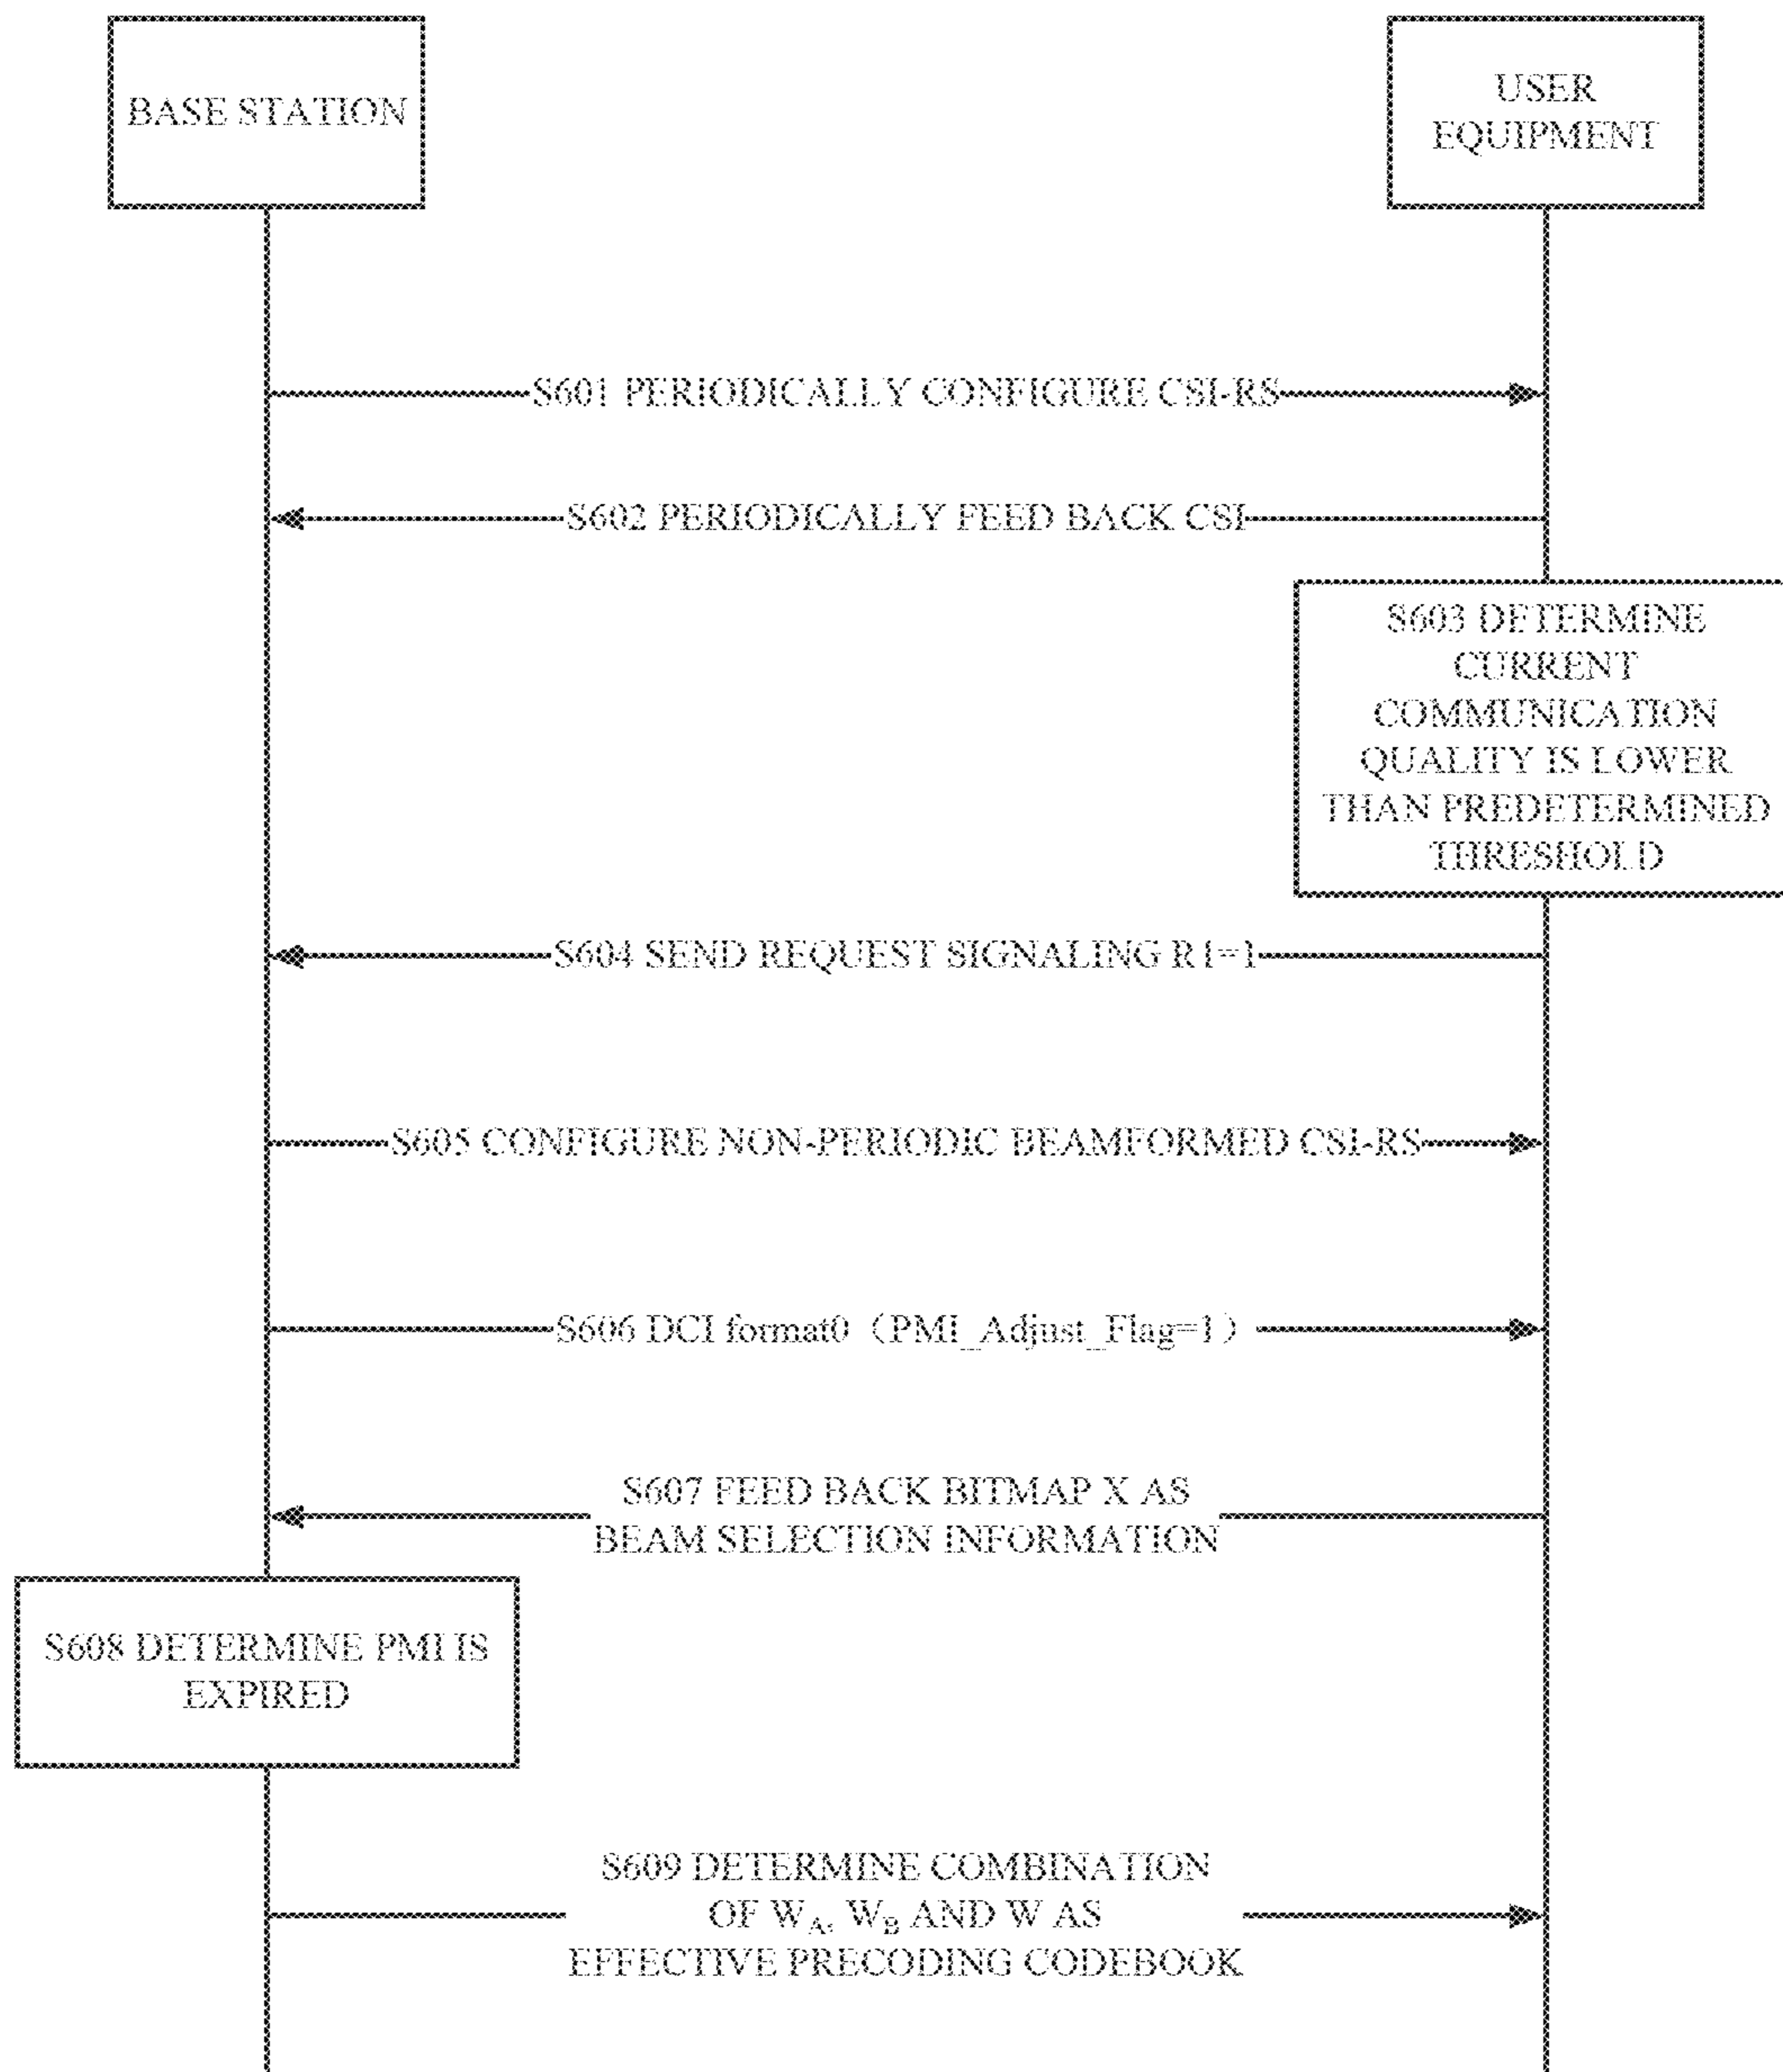 BASE STATION
USER
EQUIPMENT
S601 PERIODICALLY CONFIGURE CSI-RS
S602 PERIODICALLY FEED BACK CSI
S603 DETERMINE
CURRENT
COMMUNICATION
QUALITY IS LOWER
THAN PREDETERMINED
THRESHOLD
S604 SEND REQUEST SIGNALING R1=1
S605 CONFIGURE NON-PERIODIC BEAMFORMED CSI-RS
S606 DCI format0（PMI_Adjust_Flag=1）
S607 FEED BACK BITMAP X AS
BEAM SELECTION INFORMATION
S608 DETERMINE PMI IS
EXPIRED
S609 DETERMINE COMBINATION
OF W_A, W_B AND W AS
EFFECTIVE PRECODING CODEBOOK